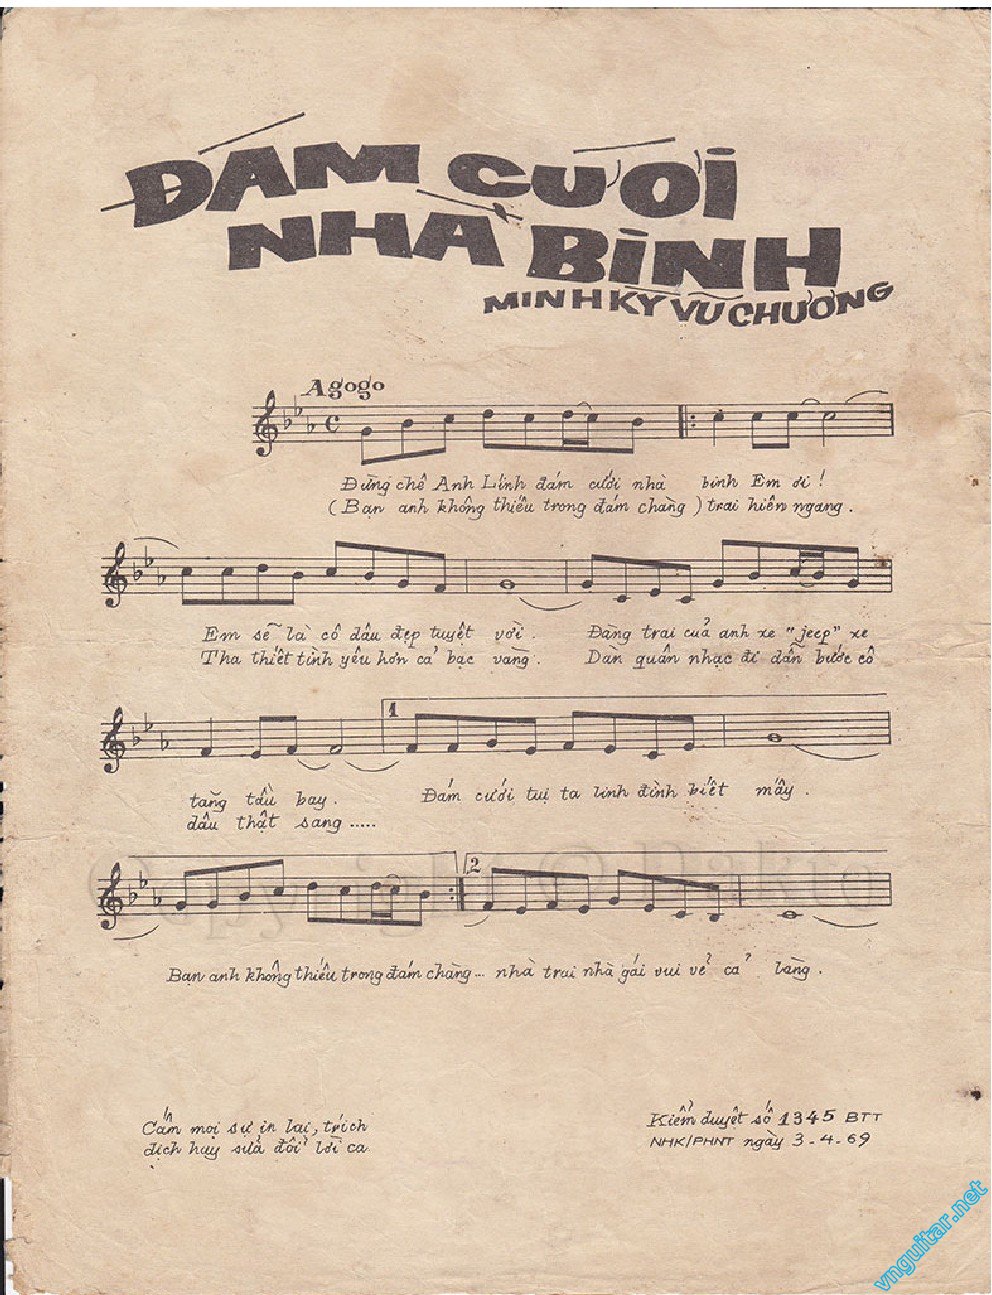 ĐÁM CƯỚI
NHÀ BINH
MINH KỲ VŨ CHƯƠNG
Agogo
Đừng chê Anh Lính đám cưới nhà binh Em ơi !
( Bạn anh không thiếu trong đám chàng ) trai hiên ngang .
Em sẽ là cô dâu đẹp tuyệt vời . Đàng trai của anh xe "jeep" xe
Tha thiết tình yêu hơn cả bạc vàng . Dàn quân nhạc đi dẫn bước cô
1
tăng tầu bay . Đám cưới tụi ta linh đình biết mấy .
dâu thật sang .....
Copyright ©
2
Bạn anh không thiếu trong đám chàng ... nhà trai nhà gái vui vẻ cả làng .
Cấm mọi sự in lại, trích
dịch hay sửa đổi lời ca
Kiểm duyệt số 1345 BTT
NHK/PHNT ngày 3.4.69
vnguitar.net